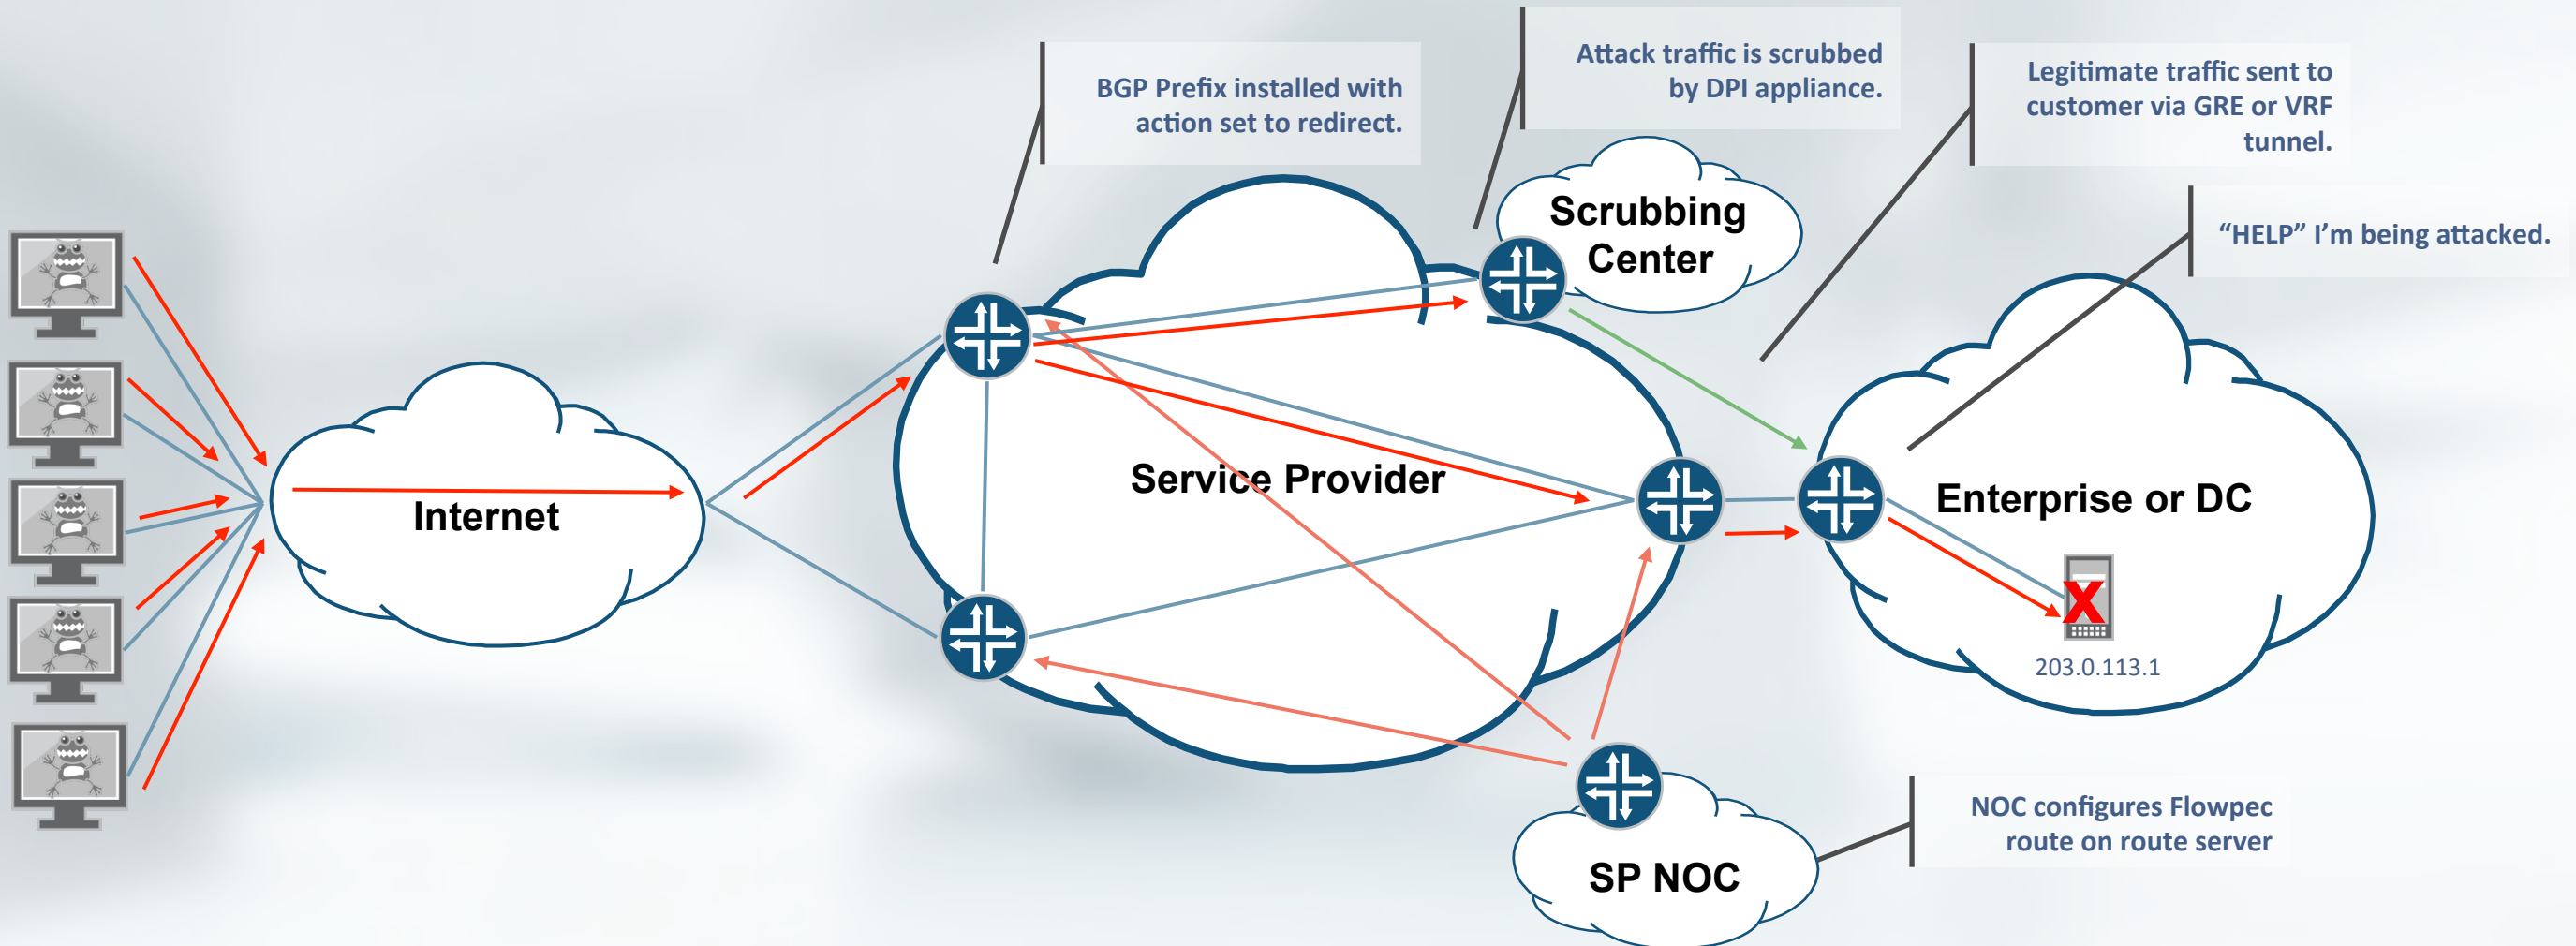 BGP Prefix installed with
action set to redirect.
Attack traffic is scrubbed
by DPI appliance.
Legitimate traffic sent to
customer via GRE or VRF
tunnel.
“HELP” I’m being attacked.
Scrubbing
Center
Internet
Service Provider
Enterprise or DC
203.0.113.1
X
NOC configures Flowpec
route on route server
SP NOC